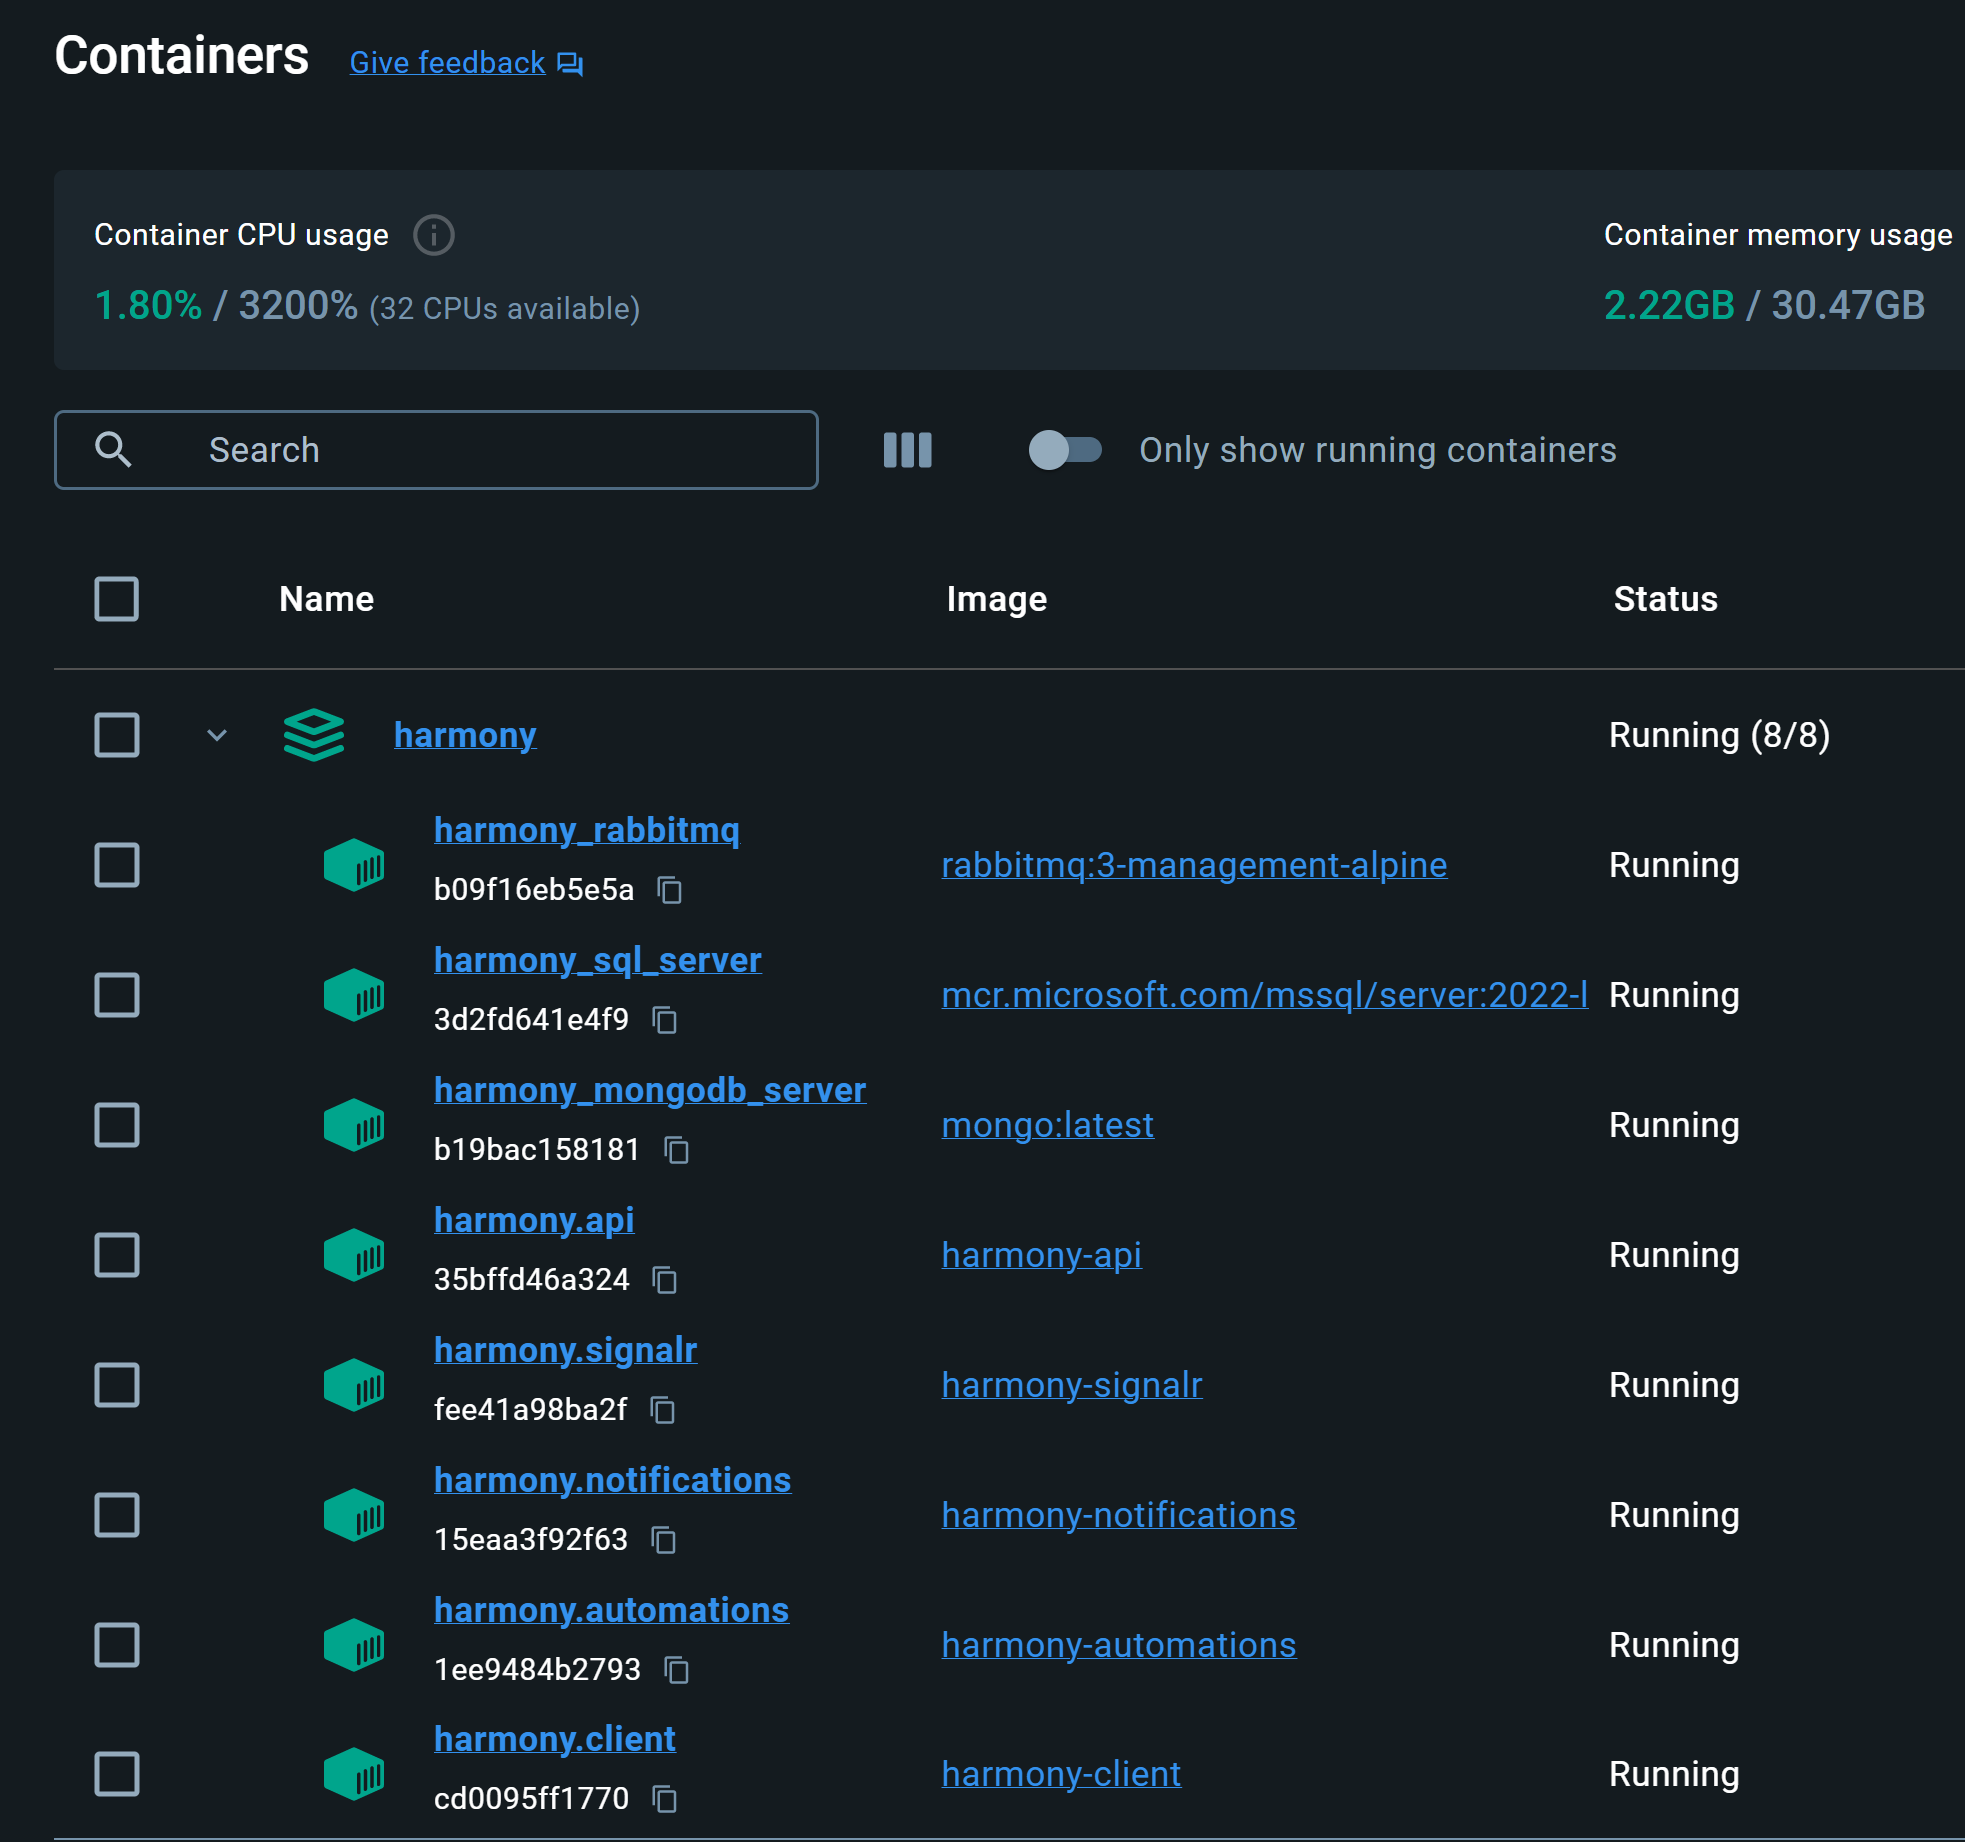 Containers Give feedback
Container CPU usage Container memory usage
1.80% / 3200% (32 CPUs available) 2.22GB / 30.47GB
Search Only show running containers
Name Image Status
harmony Running (8/8)
harmony_rabbitmq
b09f16eb5e5a rabbitmq:3-management-alpine Running
harmony_sql_server
3d2fd641e4f9 mcr.microsoft.com/mssql/server:2022-l Running
harmony_mongodb_server
b19bac158181 mongo:latest Running
harmony.api
35bffd46a324 harmony-api Running
harmony.signalr
fee41a98ba2f harmony-signalr Running
harmony.notifications
15eaa3f92f63 harmony-notifications Running
harmony.automations
1ee9484b2793 harmony-automations Running
harmony.client
cd0095ff1770 harmony-client Running